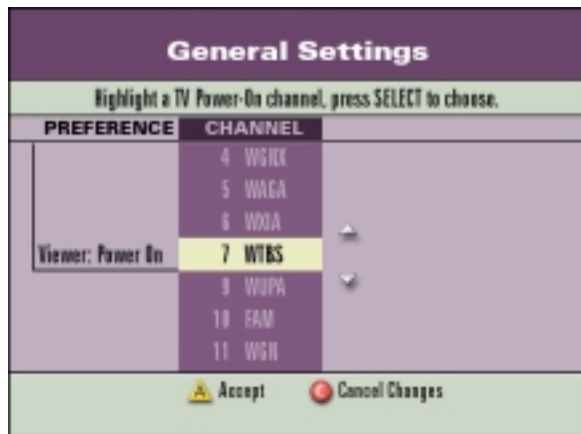 General Settings
Highlight a TV Power-On channel, press SELECT to choose.
PREFERENCE CHANNEL
4 WGNX
5 WAGA
6 WXIA
Viewer: Power On 7 WTBS
9 WUPA
10 FAM
11 WGN
A Accept C Cancel Changes